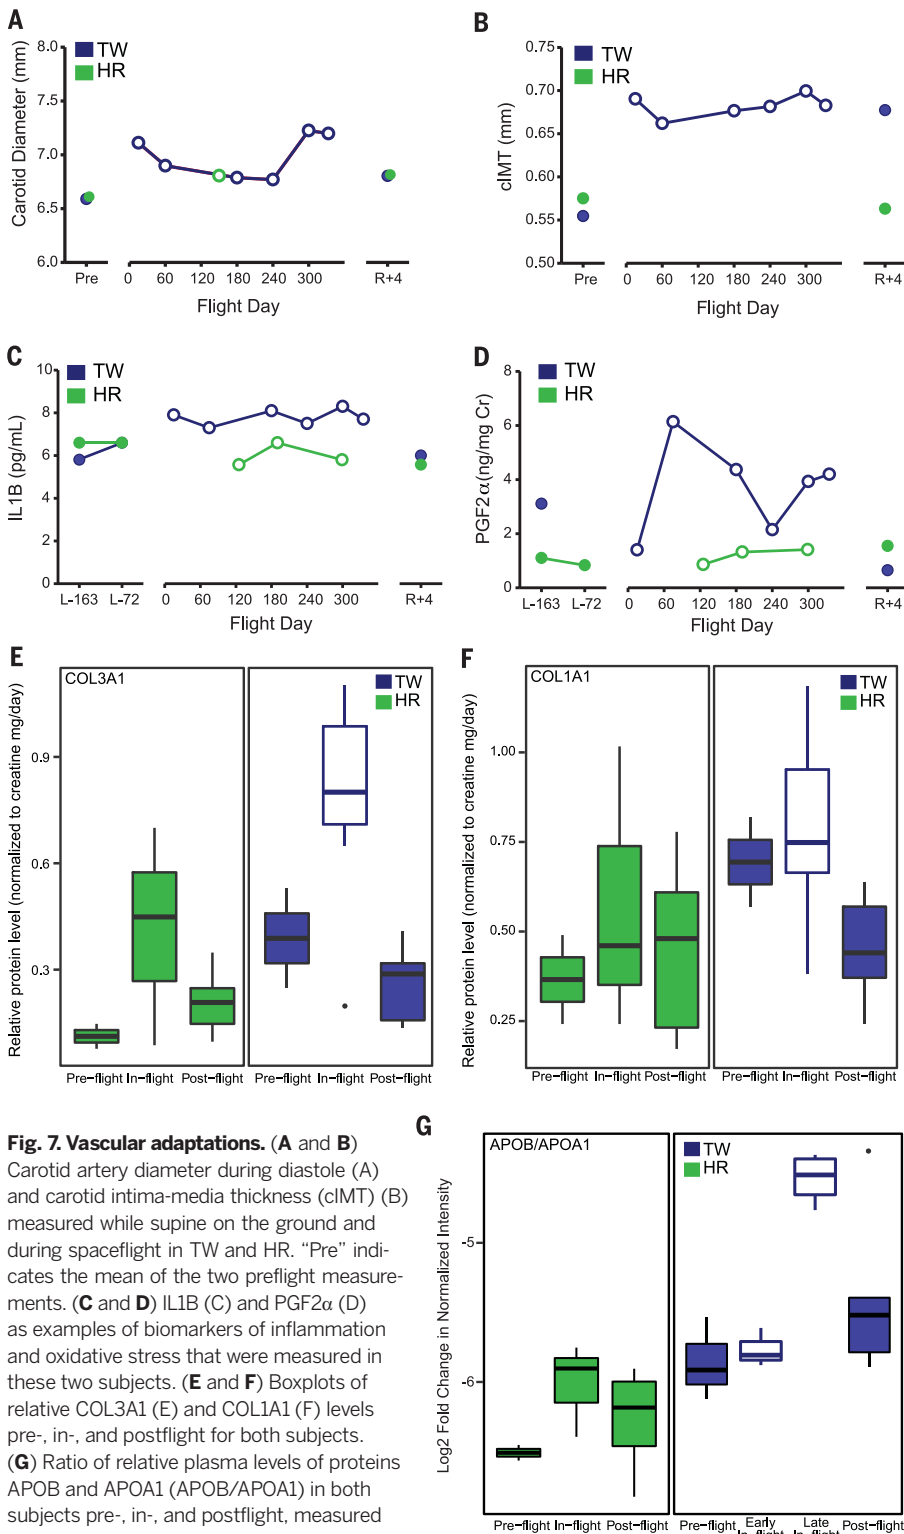 A
TW
HR
Carotid Diameter (mm)
8.0
7.5
7.0
6.5
6.0
Pre
0 60 120 180 240 300
R+4
Flight Day
B
TW
HR
cIMT (mm)
0.75
0.70
0.65
0.60
0.55
0.50
Pre
0 60 120 180 240 300
R+4
Flight Day
C
TW
HR
IL1B (pg/mL)
10
8
6
4
2
0
L-163 L-72
0 60 120 180 240 300
R+4
Flight Day
D
TW
HR
PGF2α(ng/mg Cr)
8
6
4
2
0
L-163 L-72
0 60 120 180 240 300
R+4
Flight Day
E
COL3A1
TW
HR
Relative protein level (normalized to creatine mg/day)
0.9
0.6
0.3
Pre-flight In-flight Post-flight
Pre-flight In-flight Post-flight
F
COL1A1
TW
HR
Relative protein level (normalized to creatine mg/day)
1.00
0.75
0.50
0.25
Pre-flight In-flight Post-flight
Pre-flight In-flight Post-flight
Fig. 7. Vascular adaptations. (A and B)
Carotid artery diameter during diastole (A)
and carotid intima-media thickness (cIMT) (B)
measured while supine on the ground and
during spaceflight in TW and HR. “Pre” indi-
cates the mean of the two preflight measure-
ments. (C and D) IL1B (C) and PGF2α (D)
as examples of biomarkers of inflammation
and oxidative stress that were measured in
these two subjects. (E and F) Boxplots of
relative COL3A1 (E) and COL1A1 (F) levels
pre-, in-, and postflight for both subjects.
(G) Ratio of relative plasma levels of proteins
APOB and APOA1 (APOB/APOA1) in both
subjects pre-, in-, and postflight, measured
G
APOB/APOA1
TW
HR
Log2 Fold Change in Normalized Intensity
-5
-6
Pre-flight In-flight Post-flight
Pre-flight Early In-flight Late In-flight Post-flight